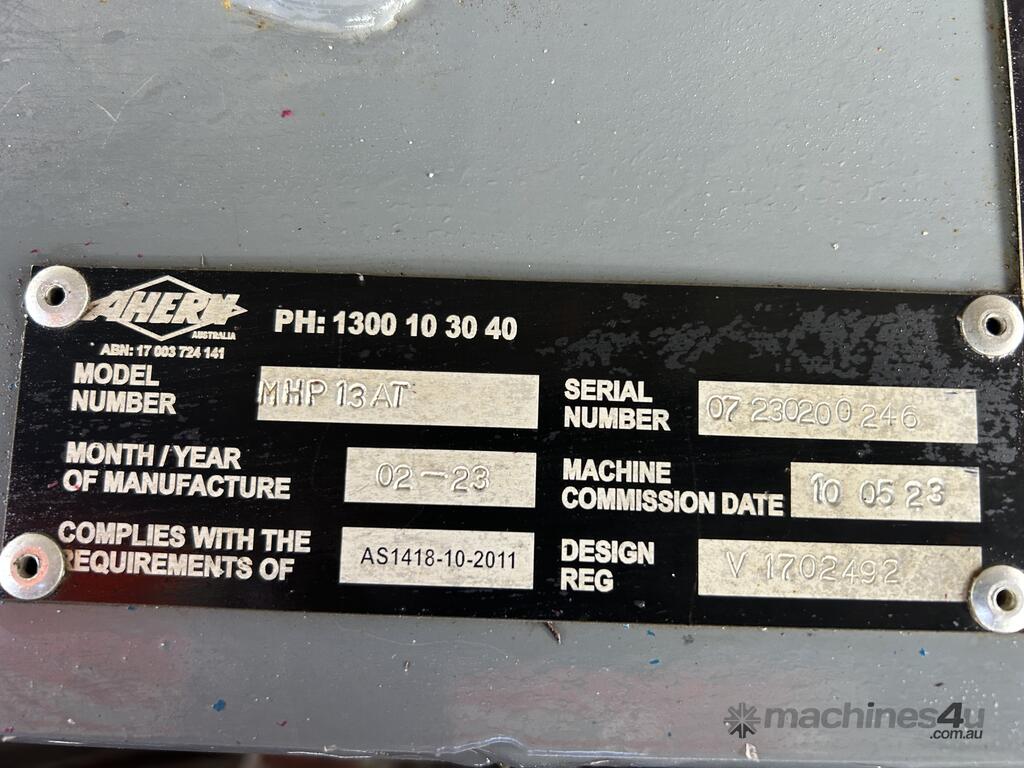 AHERN
AUSTRALIA
ABN: 17 003 724 141
PH: 1300 10 30 40
MODEL
NUMBER
MHP 13 AT
SERIAL
NUMBER
07 230200 246
MONTH / YEAR
OF MANUFACTURE
02-23
MACHINE
COMMISSION DATE
10 05 23
COMPLIES WITH THE
REQUIREMENTS OF
AS1418-10-2011
DESIGN
REG
V 1702492
machines4u
.com.au